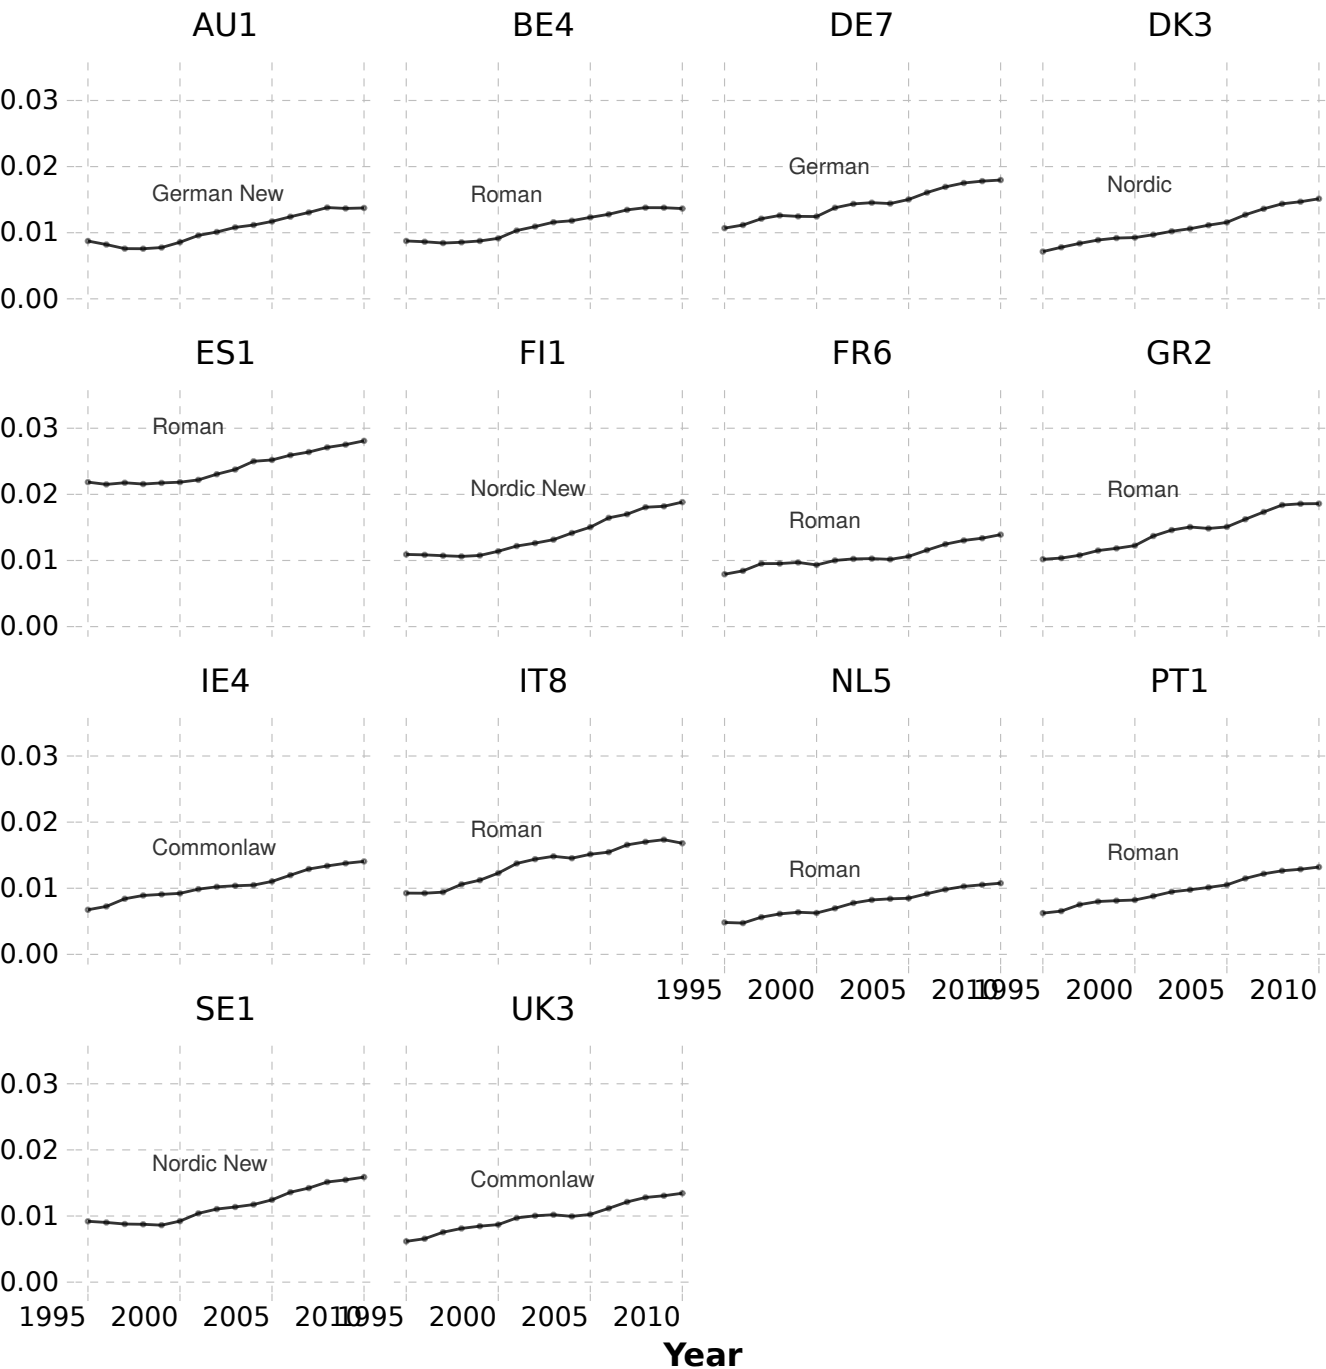 AU1 BE4 DE7 DK3
0.03
0.02
German
German New Roman Nordic
0.01
0.00
ES1 FI1 FR6 GR2
0.03
Roman
0.02
Nordic New Roman
Roman
0.01
0.00
IE4 IT8 NL5 PT1
0.03
0.02
Roman
Commonlaw Roman
Roman
0.01
0.00
1995 2000 2005 2010 1995 2000 2005 2010
SE1 UK3
0.03
0.02
Nordic New
Commonlaw
0.01
0.00
1995 2000 2005 2010 1995 2000 2005 2010
Year